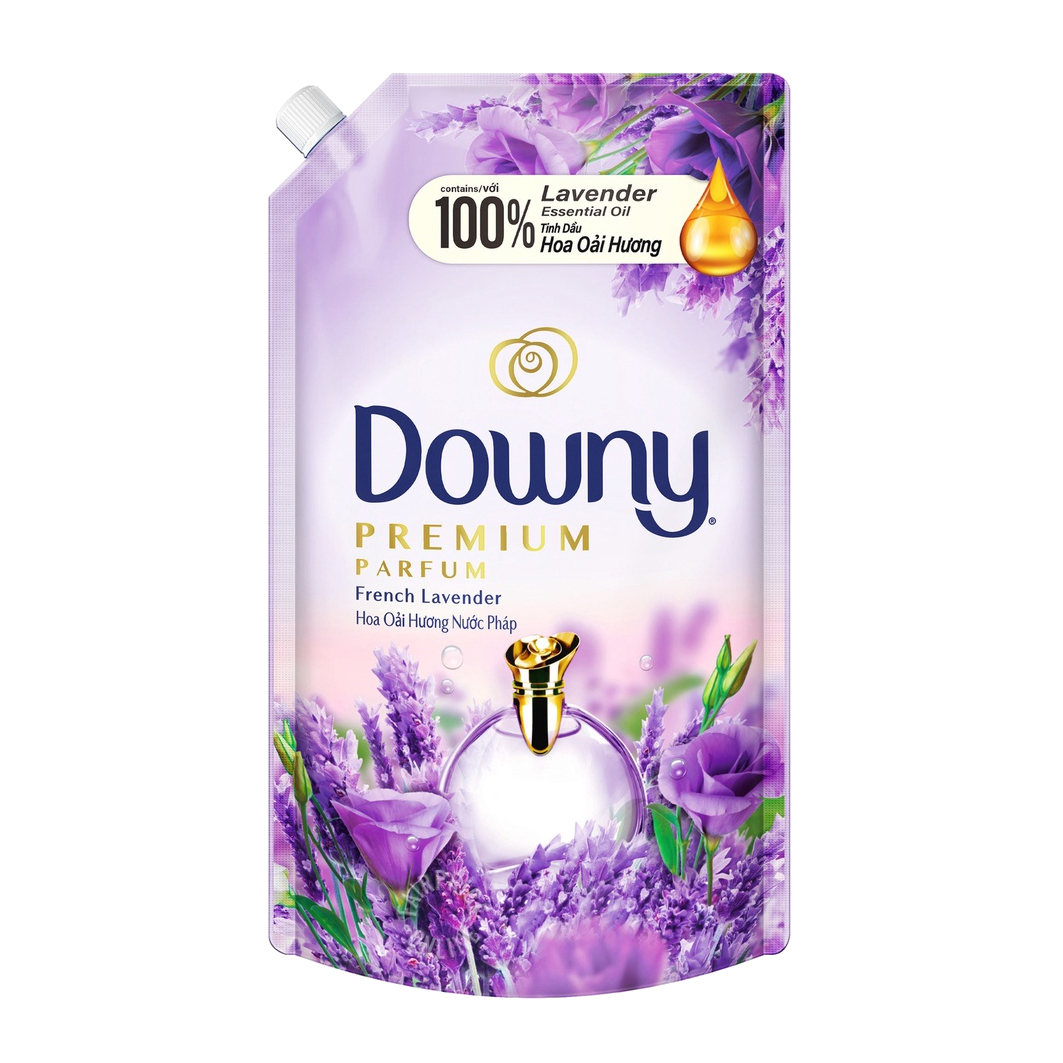 contains/với
100%
Lavender
Essential Oil
Tinh Dầu
Hoa Oải Hương
Downy®
PREMIUM
PARFUM
French Lavender
Hoa Oải Hương Nước Pháp